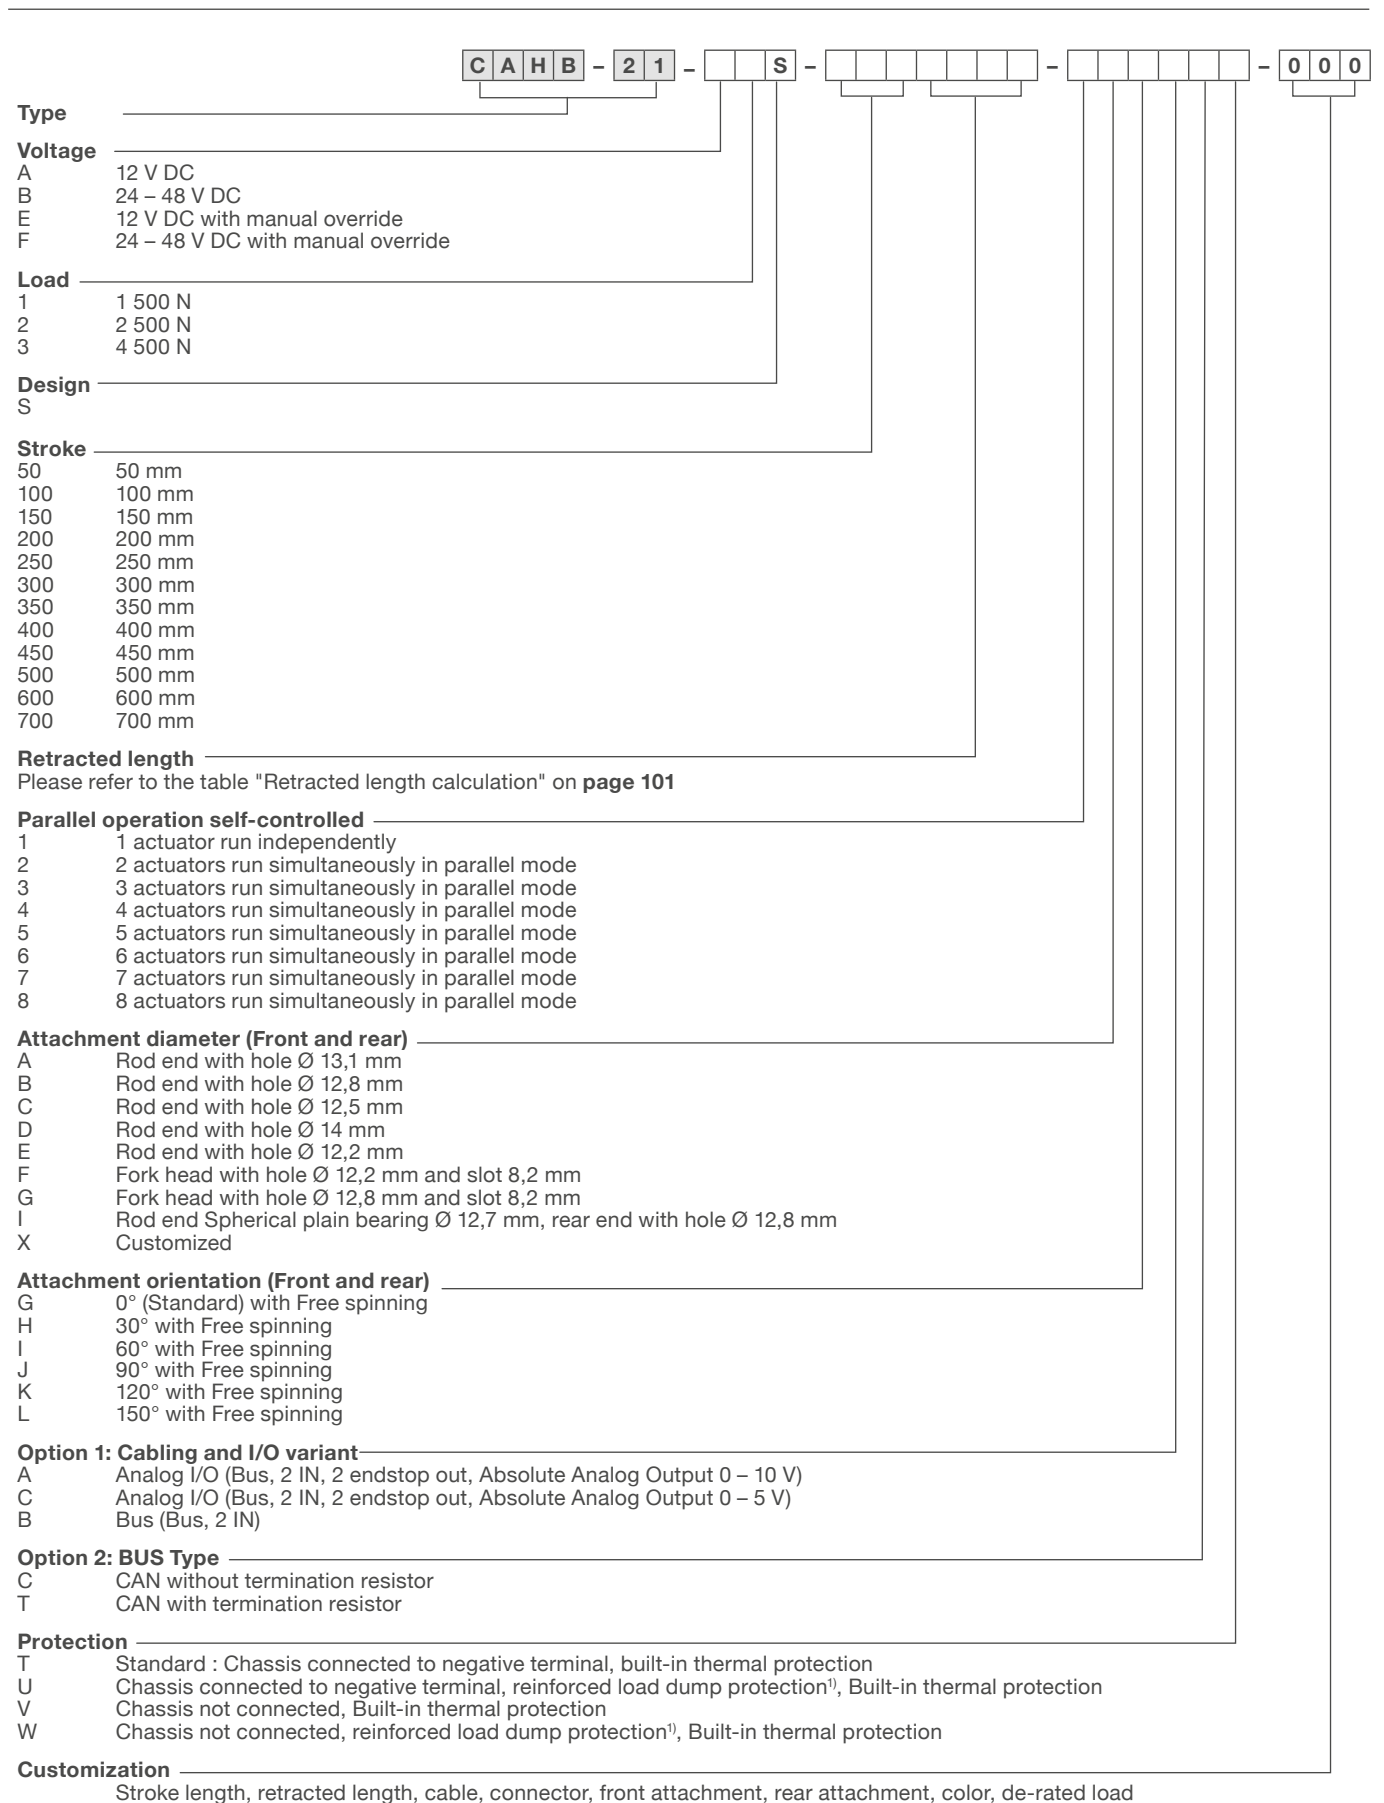 CAHB – 21 – S – – – 000
Type
Voltage
A 12 V DC
B 24 – 48 V DC
E 12 V DC with manual override
F 24 – 48 V DC with manual override
Load
1 1 500 N
2 2 500 N
3 4 500 N
Design
S
Stroke
50 50 mm
100 100 mm
150 150 mm
200 200 mm
250 250 mm
300 300 mm
350 350 mm
400 400 mm
450 450 mm
500 500 mm
600 600 mm
700 700 mm
Retracted length
Please refer to the table "Retracted length calculation" on page 101
Parallel operation self-controlled
1 1 actuator run independently
2 2 actuators run simultaneously in parallel mode
3 3 actuators run simultaneously in parallel mode
4 4 actuators run simultaneously in parallel mode
5 5 actuators run simultaneously in parallel mode
6 6 actuators run simultaneously in parallel mode
7 7 actuators run simultaneously in parallel mode
8 8 actuators run simultaneously in parallel mode
Attachment diameter (Front and rear)
A Rod end with hole Ø 13,1 mm
B Rod end with hole Ø 12,8 mm
C Rod end with hole Ø 12,5 mm
D Rod end with hole Ø 14 mm
E Rod end with hole Ø 12,2 mm
F Fork head with hole Ø 12,2 mm and slot 8,2 mm
G Fork head with hole Ø 12,8 mm and slot 8,2 mm
I Rod end Spherical plain bearing Ø 12,7 mm, rear end with hole Ø 12,8 mm
X Customized
Attachment orientation (Front and rear)
G 0° (Standard) with Free spinning
H 30° with Free spinning
I 60° with Free spinning
J 90° with Free spinning
K 120° with Free spinning
L 150° with Free spinning
Option 1: Cabling and I/O variant
A Analog I/O (Bus, 2 IN, 2 endstop out, Absolute Analog Output 0 – 10 V)
C Analog I/O (Bus, 2 IN, 2 endstop out, Absolute Analog Output 0 – 5 V)
B Bus (Bus, 2 IN)
Option 2: BUS Type
C CAN without termination resistor
T CAN with termination resistor
Protection
T Standard : Chassis connected to negative terminal, built-in thermal protection
U Chassis connected to negative terminal, reinforced load dump protection1), Built-in thermal protection
V Chassis not connected, Built-in thermal protection
W Chassis not connected, reinforced load dump protection1), Built-in thermal protection
Customization
Stroke length, retracted length, cable, connector, front attachment, rear attachment, color, de-rated load